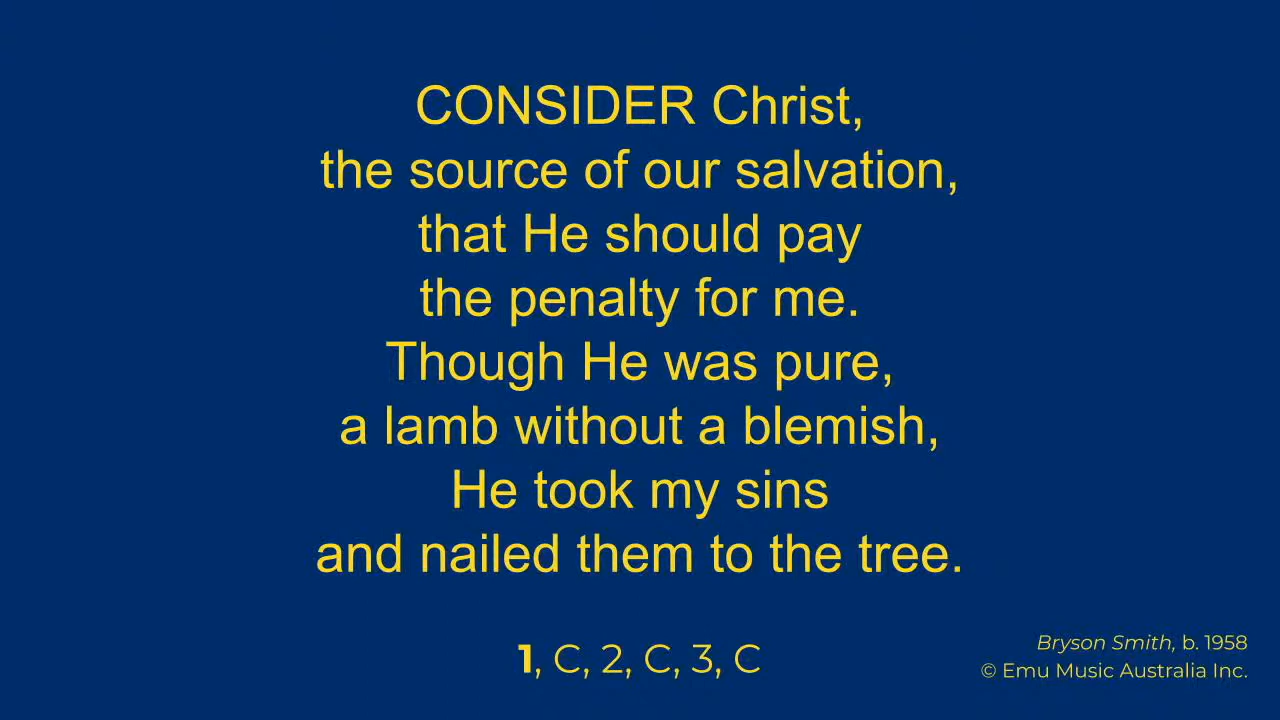 CONSIDER Christ,
the source of our salvation,
that He should pay
the penalty for me.
Though He was pure,
a lamb without a blemish,
He took my sins
and nailed them to the tree.
1, C, 2, C, 3, C
Bryson Smith, b. 1958
© Emu Music Australia Inc.